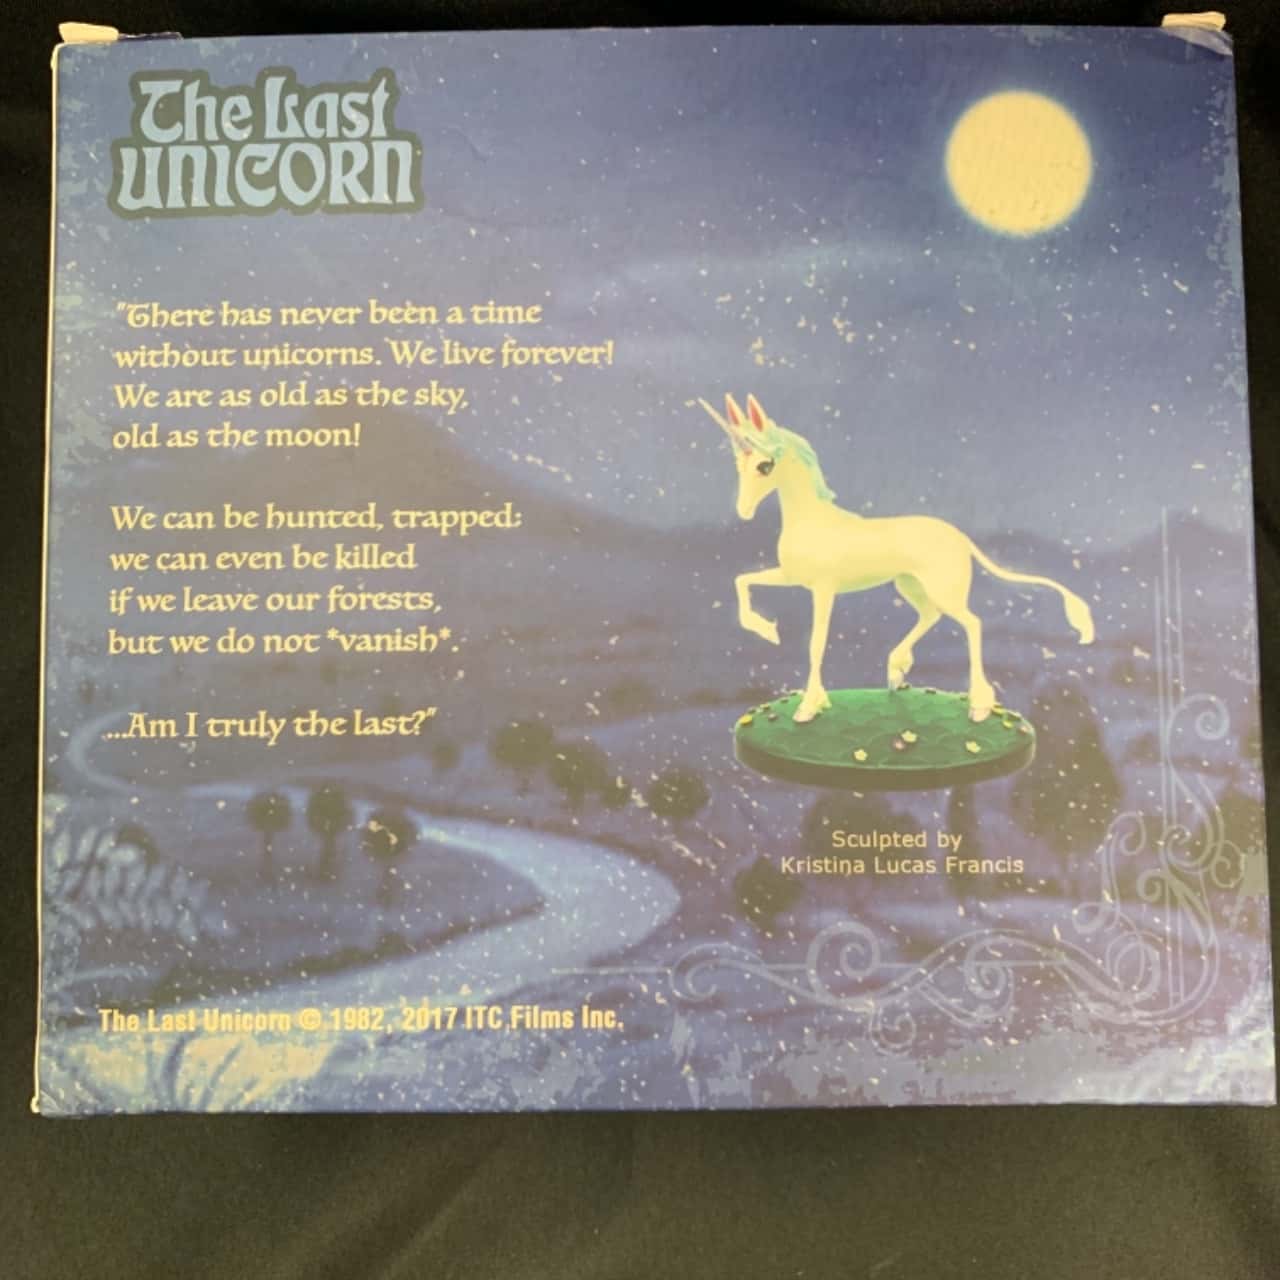 The Last
UNICORN
"There has never been a time
without unicorns. We live forever!
We are as old as the sky,
old as the moon!
We can be hunted, trapped;
we can even be killed
if we leave our forests,
but we do not *vanish*.
...Am I truly the last?"
Sculpted by
Kristina Lucas Francis
The Last Unicorn © 1982, 2017 ITC Films Inc.